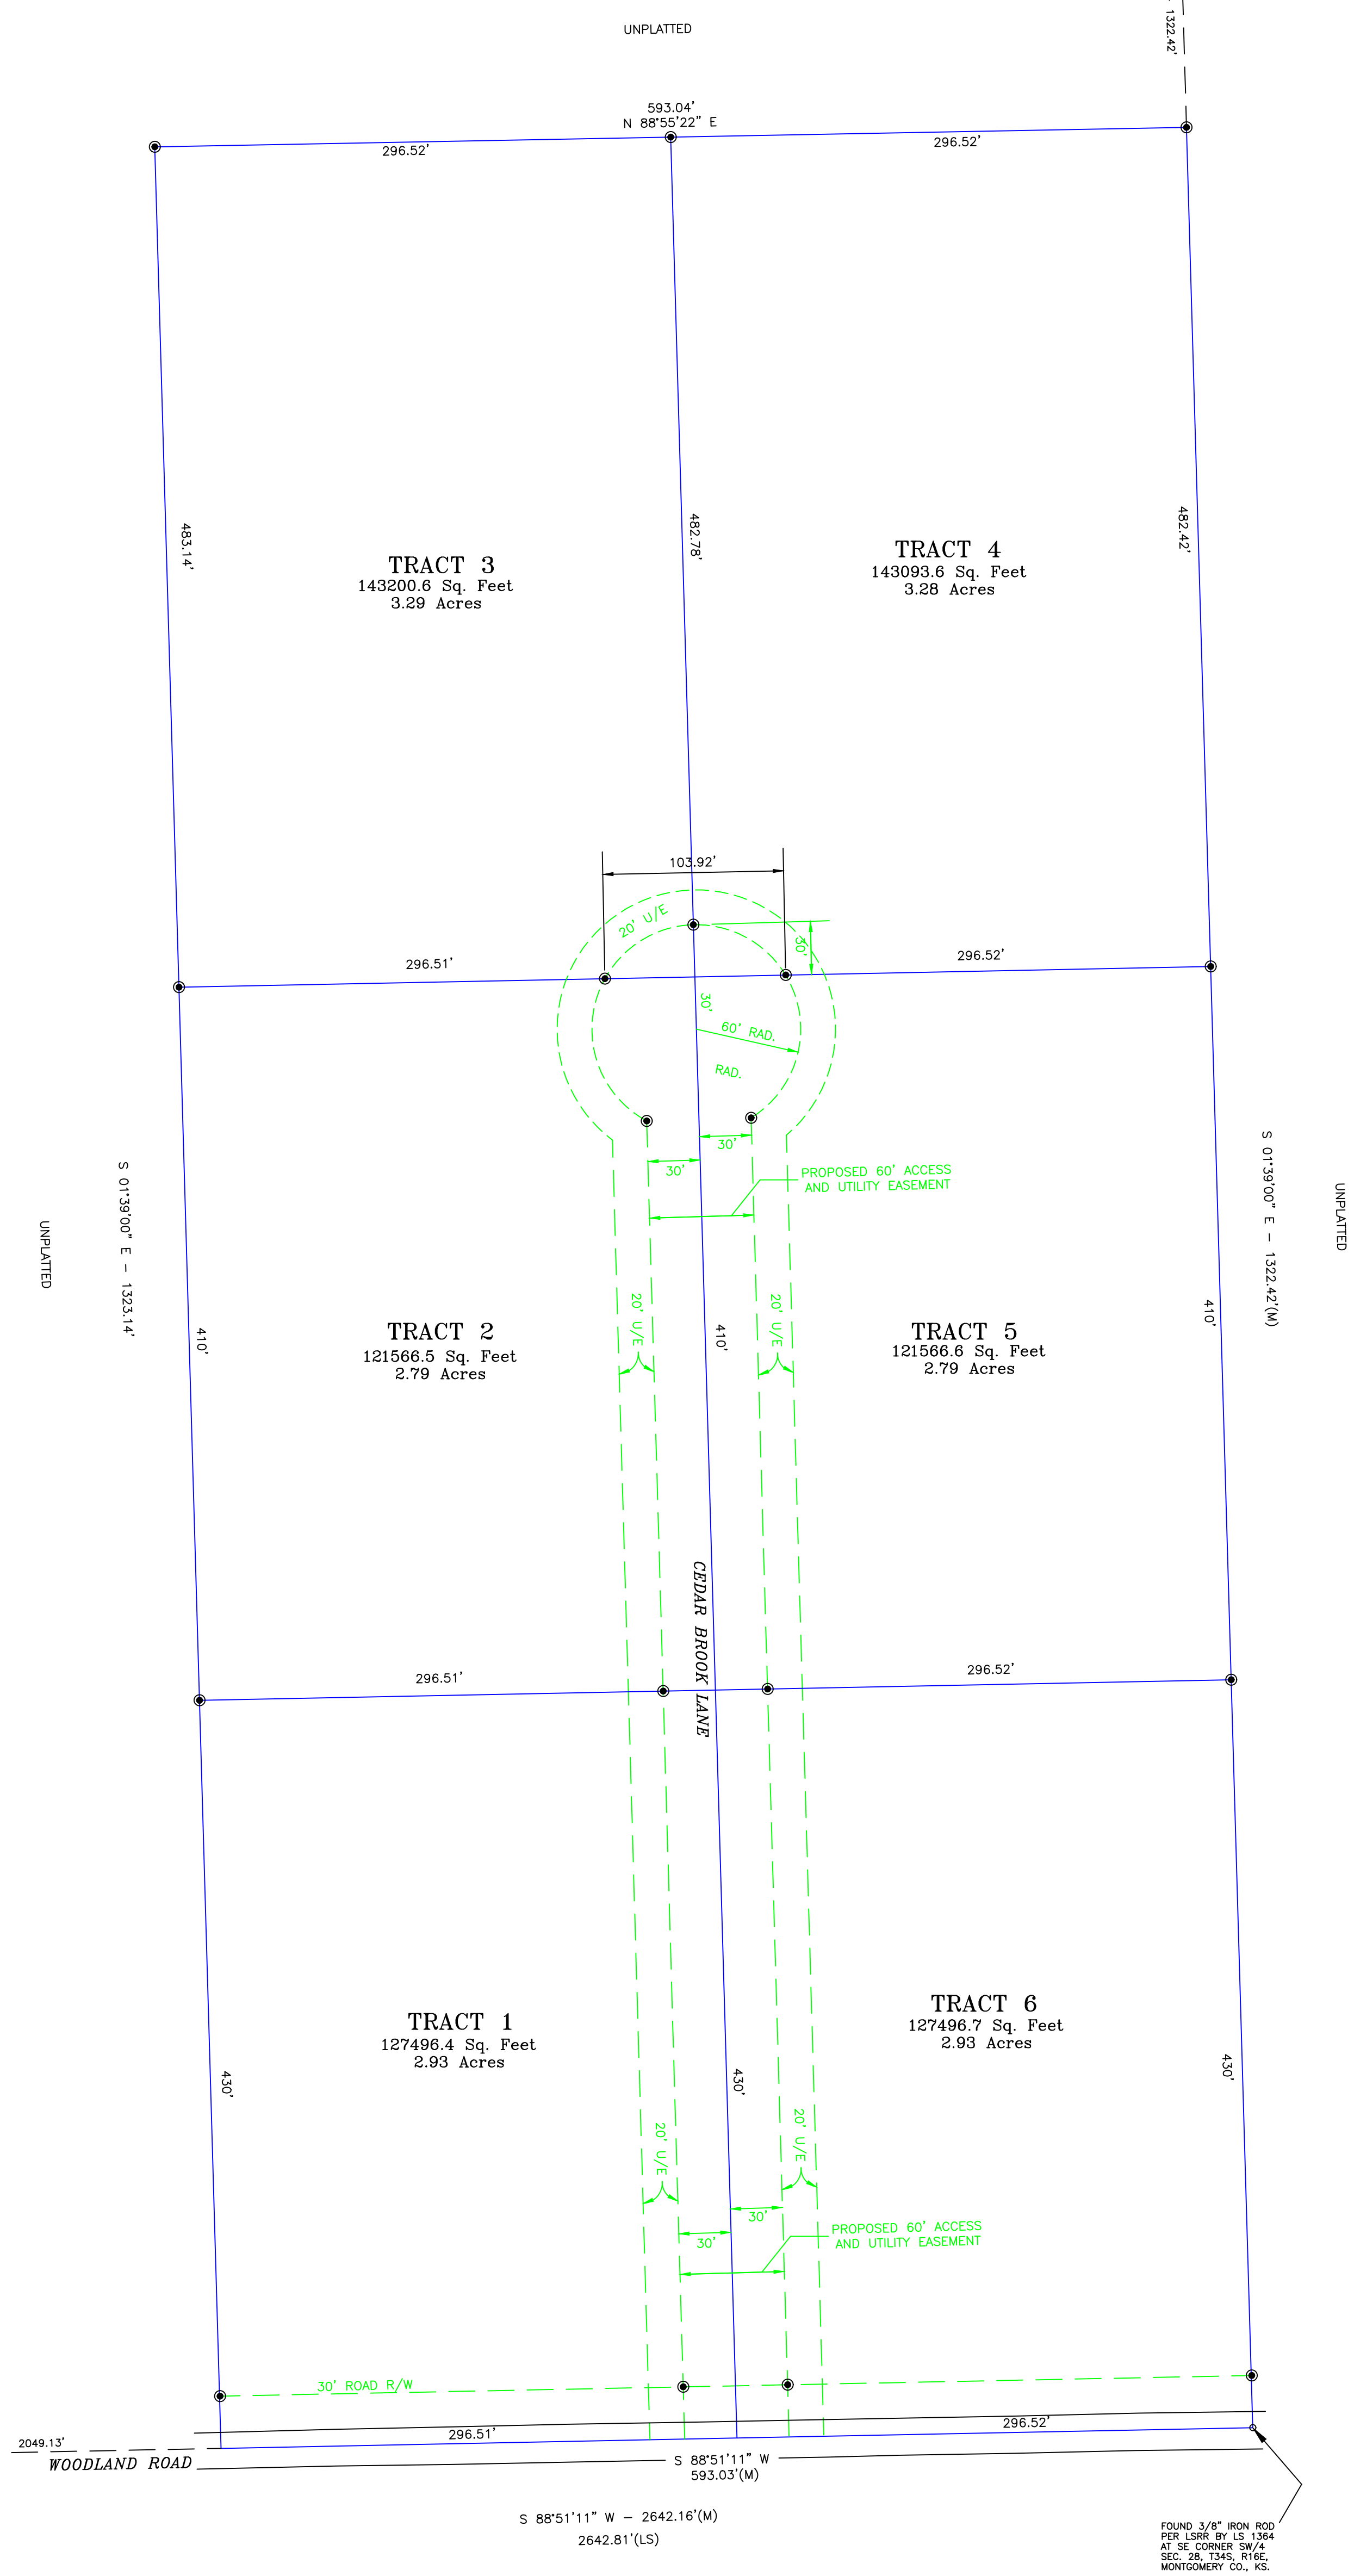 UNPLATTED
1322.42'
593.04'
N 88°55'22" E
296.52'
296.52'
483.14'
482.78'
482.42'
TRACT 3
143200.6 Sq. Feet
3.29 Acres
TRACT 4
143093.6 Sq. Feet
3.28 Acres
103.92'
20' U/E
30'
296.51'
296.52'
30'
60' RAD.
RAD.
30'
30'
PROPOSED 60' ACCESS
AND UTILITY EASEMENT
S 01°39'00" E - 1323.14'
UNPLATTED
S 01°39'00" E - 1322.42'(M)
UNPLATTED
410'
20' U/E
410'
20' U/E
410'
TRACT 2
121566.5 Sq. Feet
2.79 Acres
TRACT 5
121566.6 Sq. Feet
2.79 Acres
CEDAR BROOK LANE
296.51'
296.52'
TRACT 1
127496.4 Sq. Feet
2.93 Acres
TRACT 6
127496.7 Sq. Feet
2.93 Acres
430'
430'
430'
20' U/E
20' U/E
30'
30'
PROPOSED 60' ACCESS
AND UTILITY EASEMENT
30' ROAD R/W
296.51'
296.52'
2049.13'
WOODLAND ROAD
S 88°51'11" W
593.03'(M)
S 88°51'11" W - 2642.16'(M)
2642.81'(LS)
FOUND 3/8" IRON ROD
PER LSRR BY LS 1364
AT SE CORNER SW/4
SEC. 28, T34S, R16E,
MONTGOMERY CO., KS.